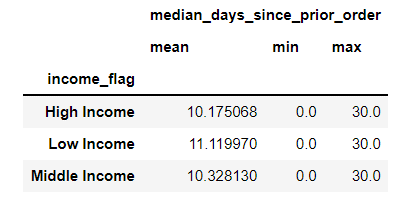 median_days_since_prior_order
mean min max
income_flag
High Income 10.175068 0.0 30.0
Low Income 11.119970 0.0 30.0
Middle Income 10.328130 0.0 30.0